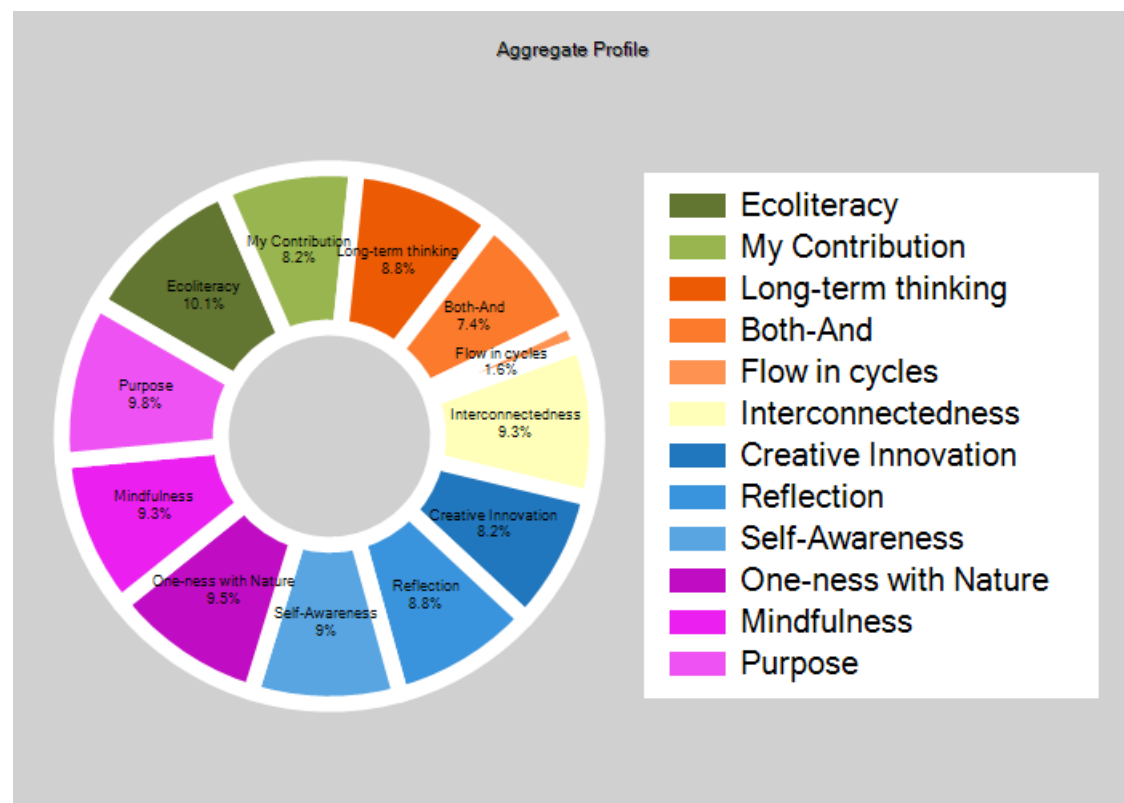 Aggregate Profile
My Contribution
8.2%
Long-term thinking
8.8%
Both-And
7.4%
Flow in cycles
1.6%
Interconnectedness
9.3%
Creative Innovation
8.2%
Reflection
8.8%
Self-Awareness
9%
One-ness with Nature
9.5%
Mindfulness
9.3%
Purpose
9.8%
Ecoliteracy
10.1%
Ecoliteracy
My Contribution
Long-term thinking
Both-And
Flow in cycles
Interconnectedness
Creative Innovation
Reflection
Self-Awareness
One-ness with Nature
Mindfulness
Purpose